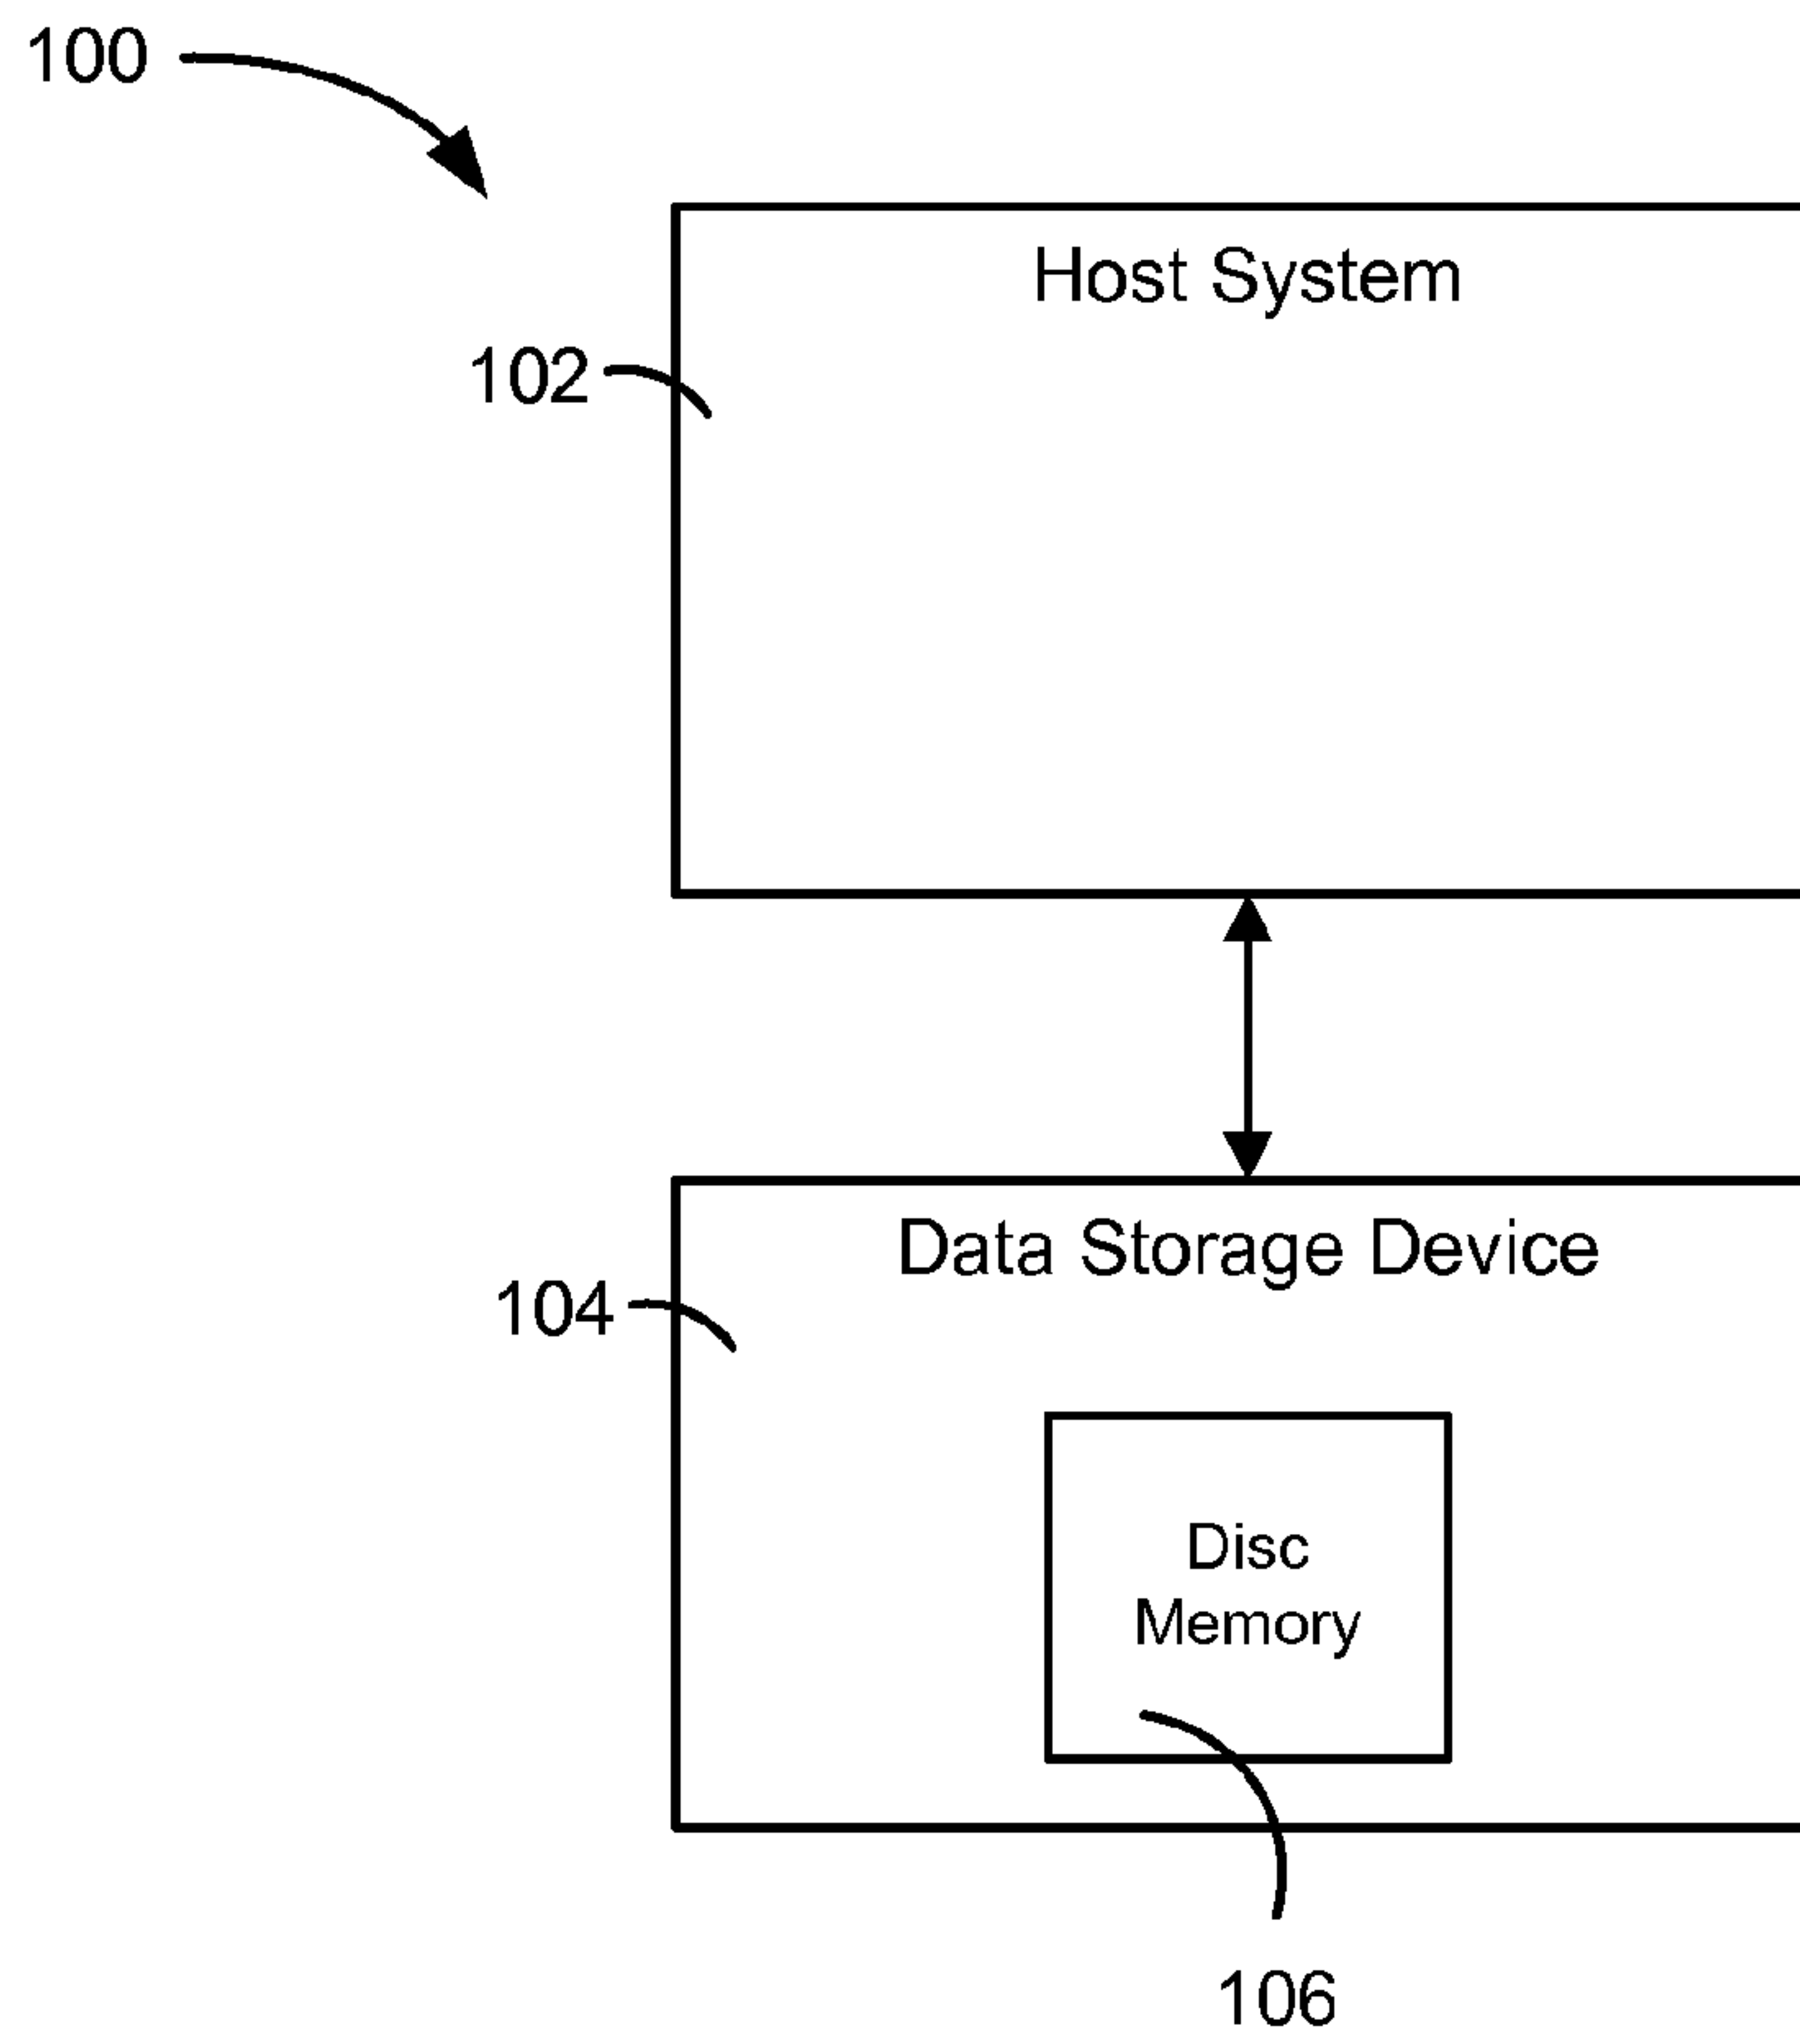 100
Host System
102
Data Storage Device
104
Disc
Memory
106